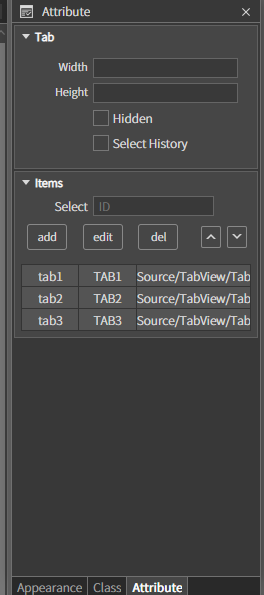 Attribute
Tab
Width
Height
Hidden
Select History
Items
Select ID
add edit del
tab1 TAB1 Source/TabView/Tab
tab2 TAB2 Source/TabView/Tab
tab3 TAB3 Source/TabView/Tab
Appearance Class Attribute